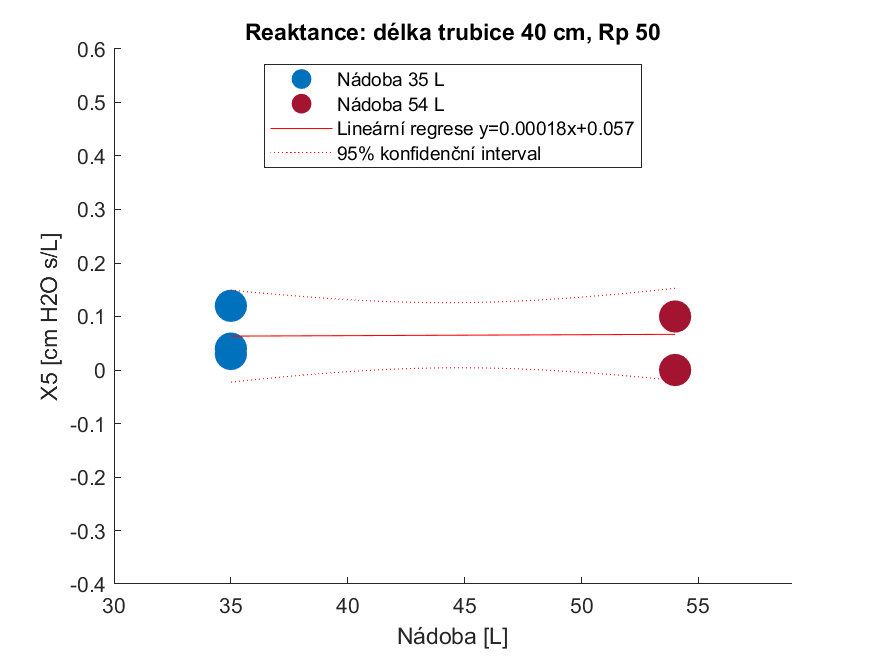 Reaktance: délka trubice 40 cm, Rp 50
0.6
0.5
0.4
0.3
0.2
0.1
0
-0.1
-0.2
-0.3
-0.4
X5 [cm H2O s/L]
Nádoba 35 L
Nádoba 54 L
Lineární regrese y=0.00018x+0.057
95% konfidenční interval
30 35 40 45 50 55
Nádoba [L]